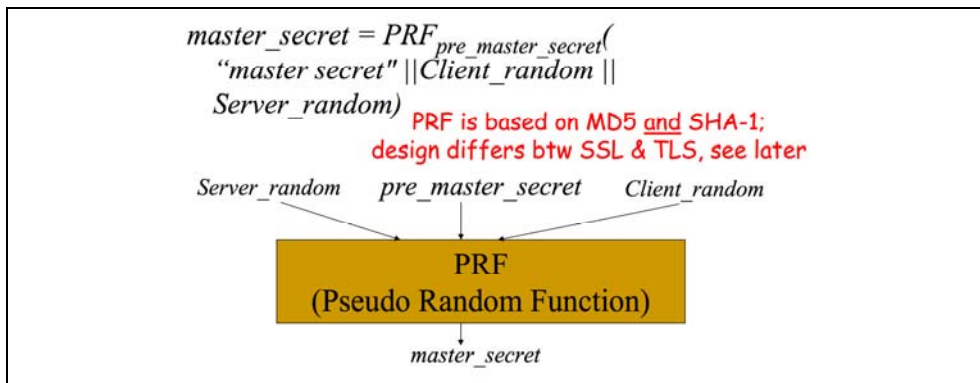 master_secret = PRFpre_master_secret(
“master secret" ||Client_random ||
Server_random)
PRF is based on MD5 and SHA-1;
design differs btw SSL & TLS, see later
Server_random pre_master_secret Client_random
PRF
(Pseudo Random Function)
master_secret